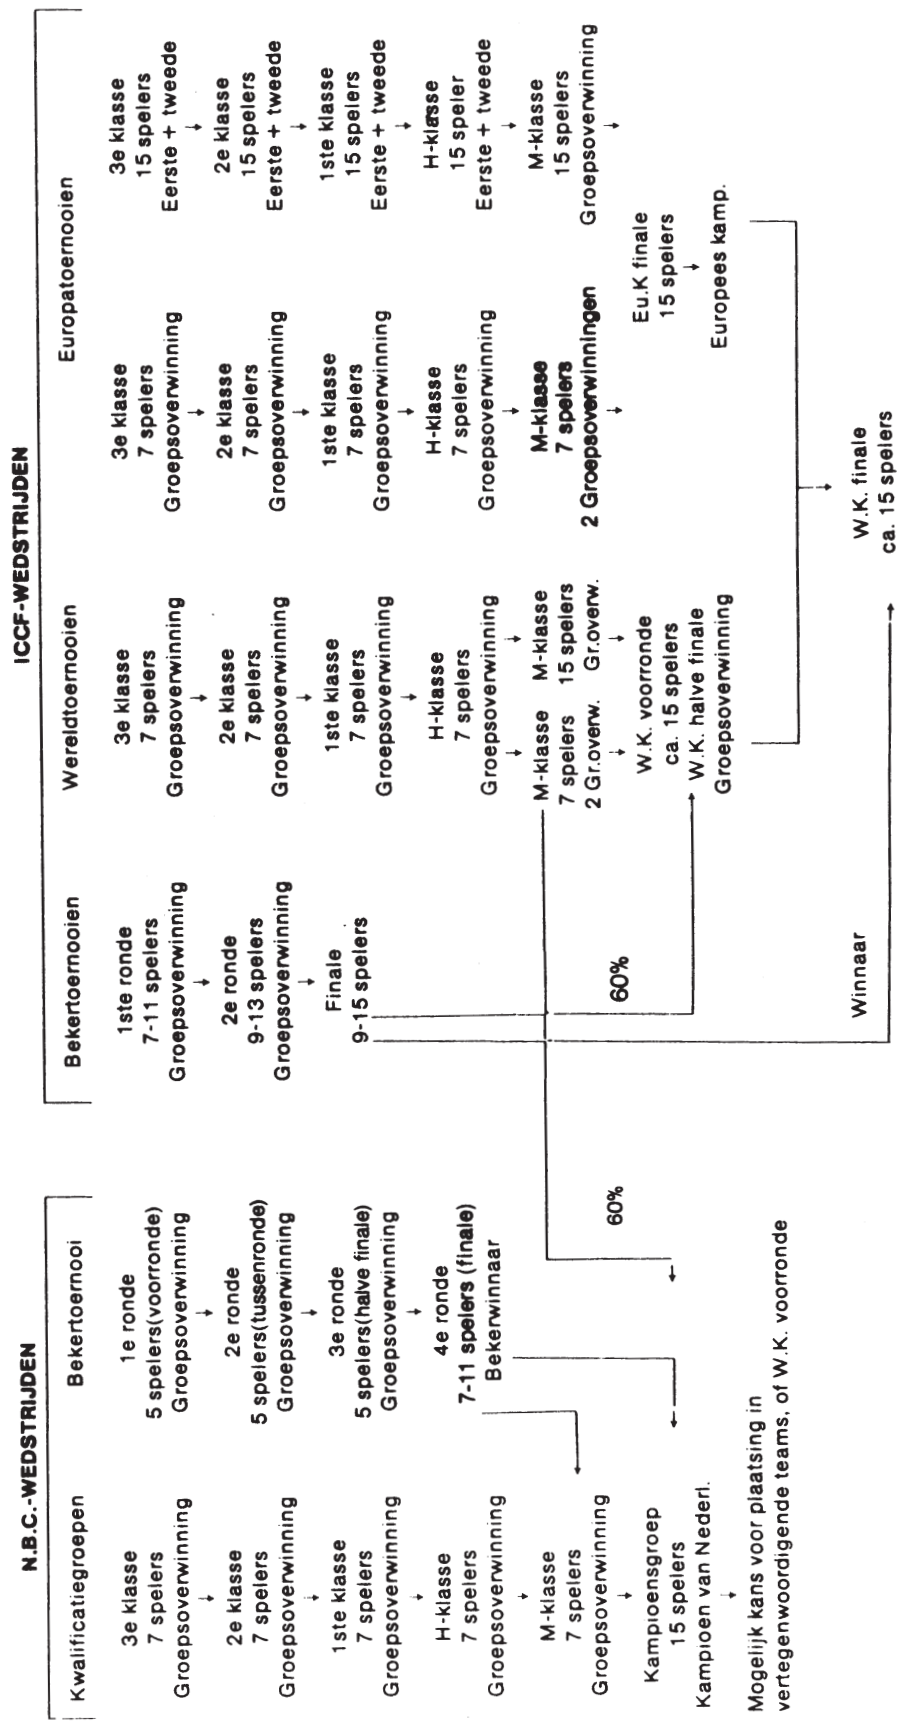 N.B.C.-WEDSTRIJDEN
Kwalificatiegroepen
3e klasse
7 spelers
Groepsoverwinning
2e klasse
7 spelers
Groepsoverwinning
1ste klasse
7 spelers
Groepsoverwinning
H-klasse
7 spelers
Groepsoverwinning
M-klasse
7 spelers
Groepsoverwinning
Kampioensgroep
15 spelers
Kampioen van Nederl.
Mogelijk kans voor plaatsing in
vertegenwoordigende teams, of W.K. voorronde
Bekertoernooi
1e ronde
5 spelers(voorronde)
Groepsoverwinning
2e ronde
5 spelers(tussenronde)
Groepsoverwinning
3e ronde
5 spelers(halve finale)
Groepsoverwinning
4e ronde
7-11 spelers (finale)
Bekerwinnaar
60%
ICCF-WEDSTRIJDEN
Bekertoernooien
1ste ronde
7-11 spelers
Groepsoverwinning
2e ronde
9-13 spelers
Groepsoverwinning
Finale
9-15 spelers
60%
Winnaar
Wereldtoernooien
3e klasse
7 spelers
Groepsoverwinning
2e klasse
7 spelers
Groepsoverwinning
1ste klasse
7 spelers
Groepsoverwinning
H-klasse
7 spelers
Groepsoverwinning
M-klasse
7 spelers
2 Gr.overw.
M-klasse
15 spelers
Gr.overw.
W.K. voorronde
ca. 15 spelers
W.K. halve finale
Groepsoverwinning
Europatoernooien
3e klasse
7 spelers
Groepsoverwinning
2e klasse
7 spelers
Groepsoverwinning
1ste klasse
7 spelers
Groepsoverwinning
H-klasse
7 spelers
Groepsoverwinning
M-klasse
7 spelers
2 Groepsoverwinningen
3e klasse
15 spelers
Eerste + tweede
2e klasse
15 spelers
Eerste + tweede
1ste klasse
15 spelers
Eerste + tweede
H-klasse
15 speler
Eerste + tweede
M-klasse
15 spelers
Groepsoverwinning
Eu.K finale
15 spelers
Europees kamp.
W.K. finale
ca. 15 spelers